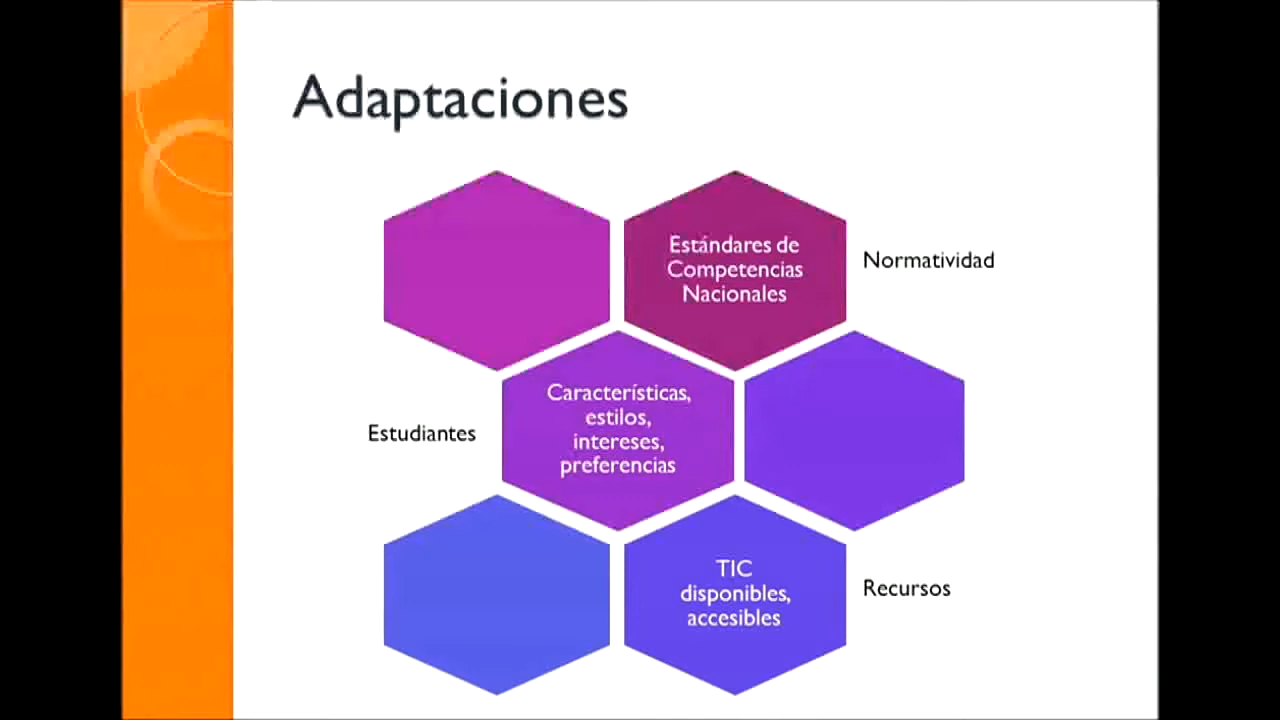 Adaptaciones
Estándares de
Competencias
Nacionales
Normatividad
Estudiantes
Características,
estilos,
intereses,
preferencias
TIC
disponibles,
accesibles
Recursos